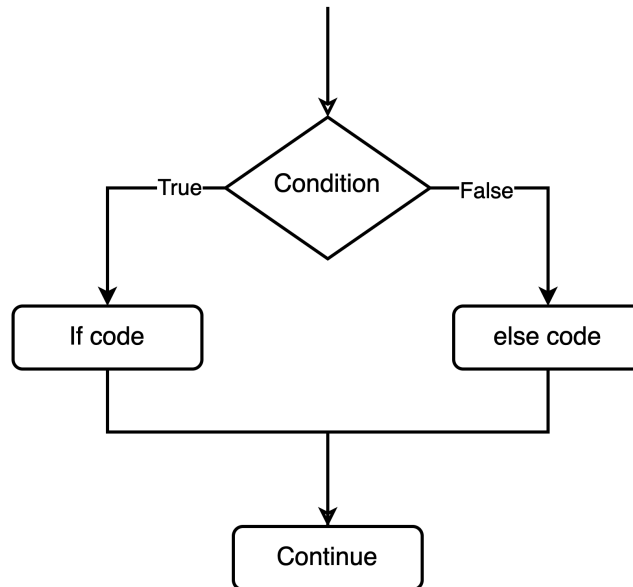 Condition
True
False
If code
else code
Continue